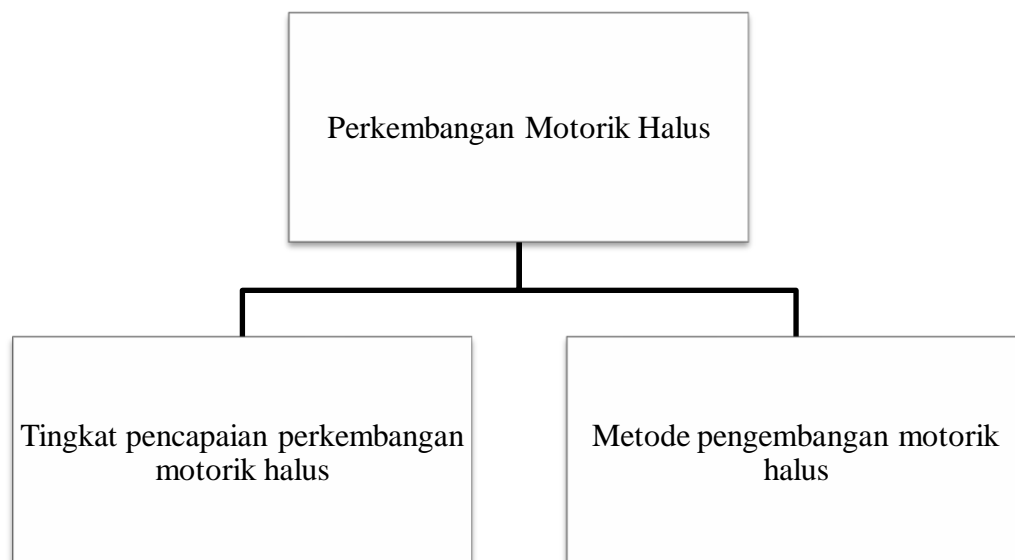 Perkembangan Motorik Halus
Tingkat pencapaian perkembangan
motorik halus
Metode pengembangan motorik
halus